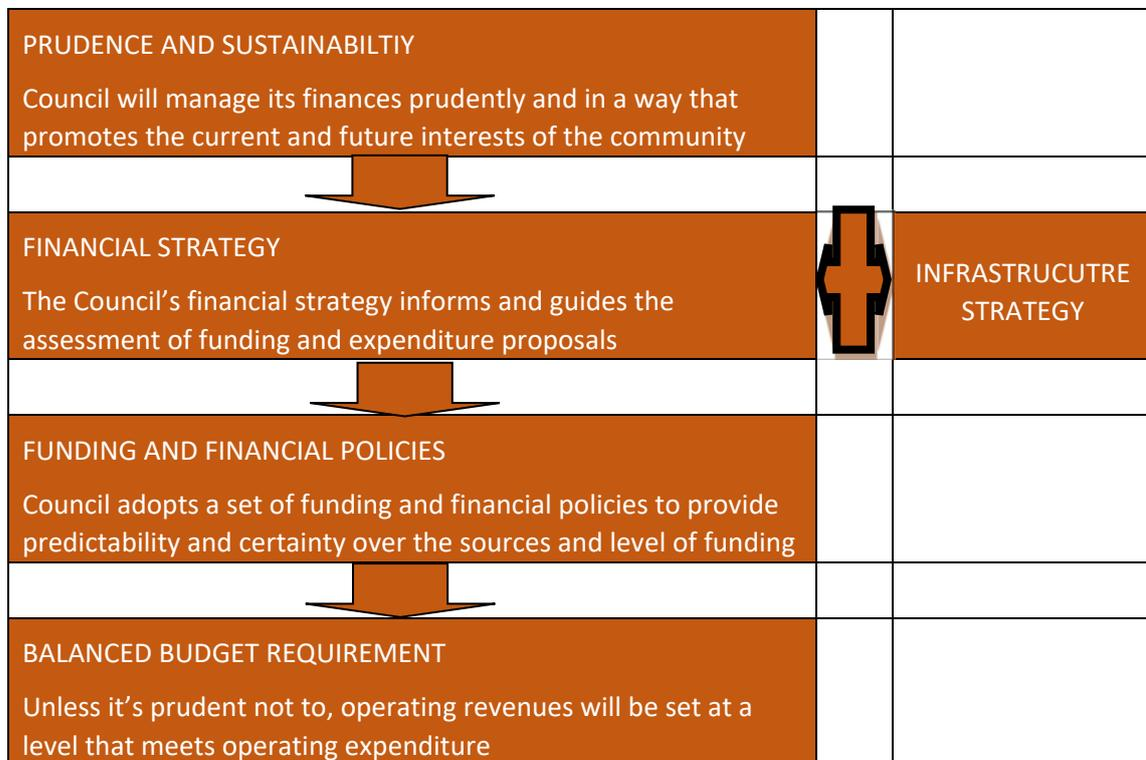 PRUDENCE AND SUSTAINABILTIY
Council will manage its finances prudently and in a way that
promotes the current and future interests of the community
FINANCIAL STRATEGY
The Council’s financial strategy informs and guides the
assessment of funding and expenditure proposals
INFRASTRUCUTRE
STRATEGY
FUNDING AND FINANCIAL POLICIES
Council adopts a set of funding and financial policies to provide
predictability and certainty over the sources and level of funding
BALANCED BUDGET REQUIREMENT
Unless it’s prudent not to, operating revenues will be set at a
level that meets operating expenditure